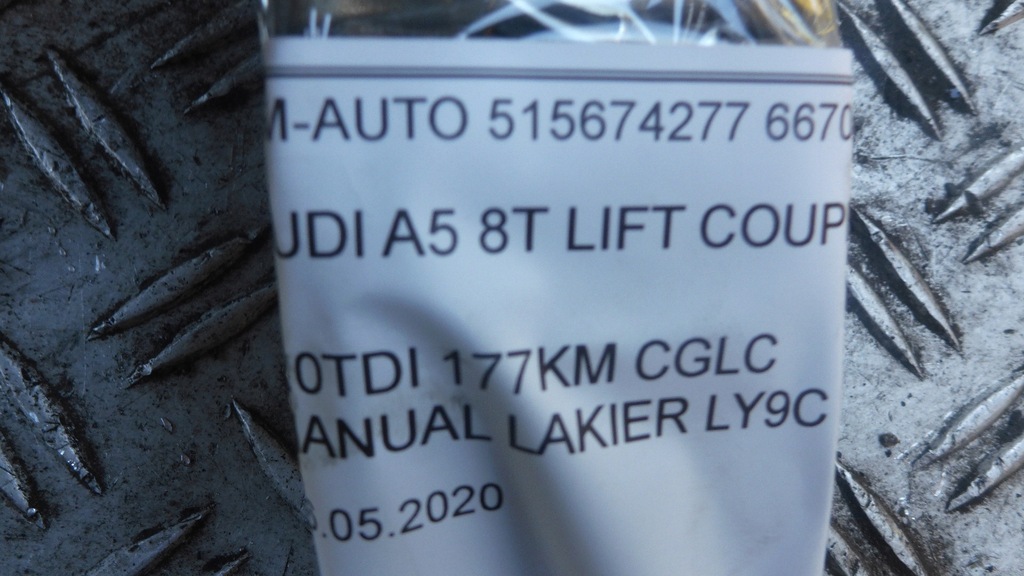 M-AUTO 515674277 6670
UDI A5 8T LIFT COUP
0TDI 177KM CGLC
ANUAL LAKIER LY9C
.05.2020